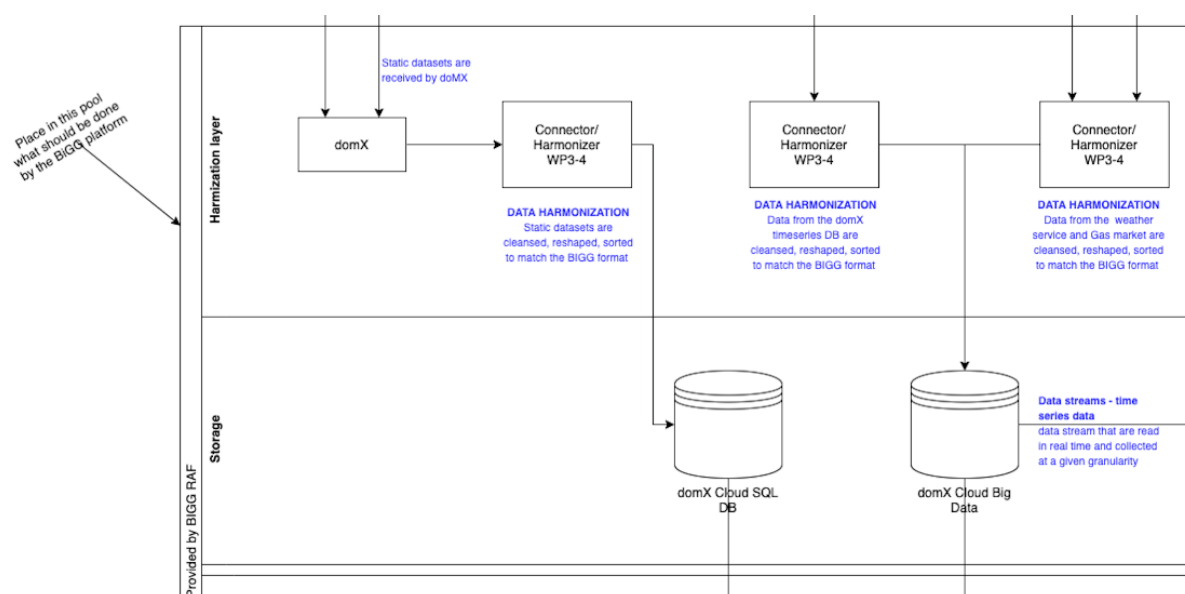 Place in this pool
what should be done
by the BiGG platform
Provided by BIGG RAF
Harmization layer
Static datasets are
received by doMX
domX
Connector/
Harmonizer
WP3-4
DATA HARMONIZATION
Static datasets are
cleansed, reshaped, sorted
to match the BIGG format
Connector/
Harmonizer
WP3-4
DATA HARMONIZATION
Data from the domX
timeseries DB are
cleansed, reshaped, sorted
to match the BIGG format
Connector/
Harmonizer
WP3-4
DATA HARMONIZATION
Data from the weather
service and Gas market are
cleansed, reshaped, sorted
to match the BIGG format
Storage
domX Cloud SQL
DB
domX Cloud Big
Data
Data streams - time
series data
data stream that are read
in real time and collected
at a given granularity